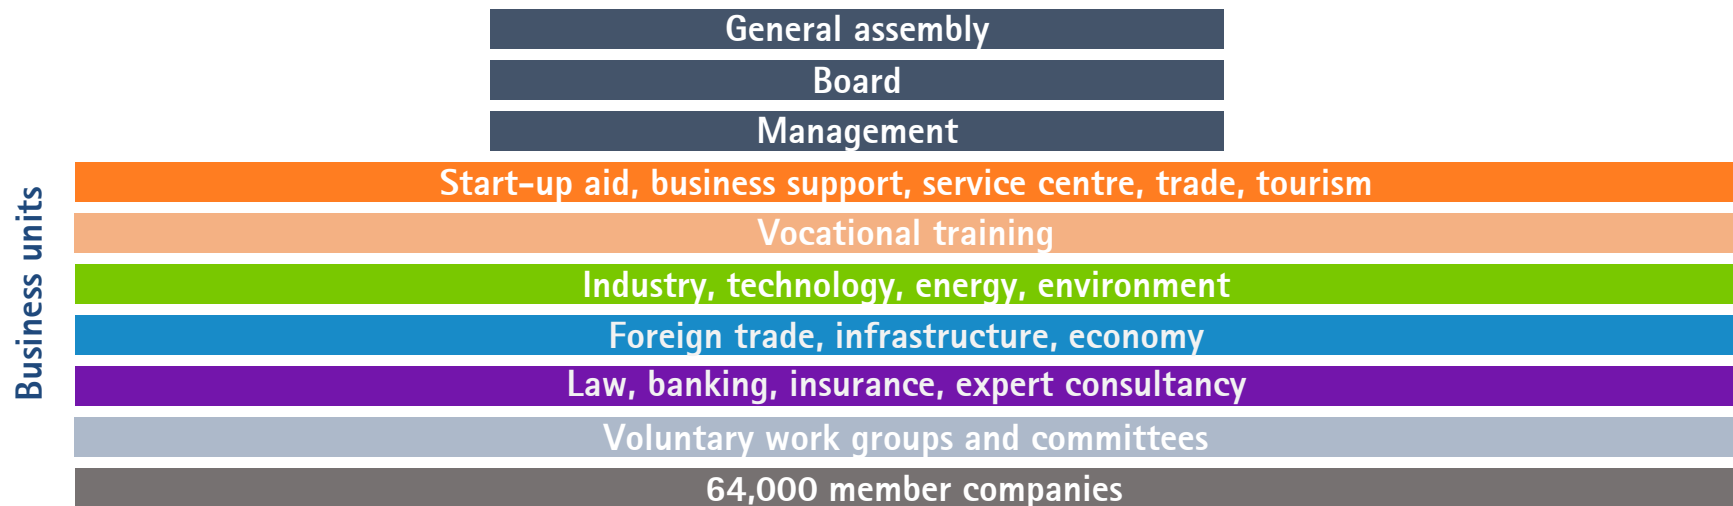 General assembly
Board
Management
Business units
Start-up aid, business support, service centre, trade, tourism
Vocational training
Industry, technology, energy, environment
Foreign trade, infrastructure, economy
Law, banking, insurance, expert consultancy
Voluntary work groups and committees
64,000 member companies